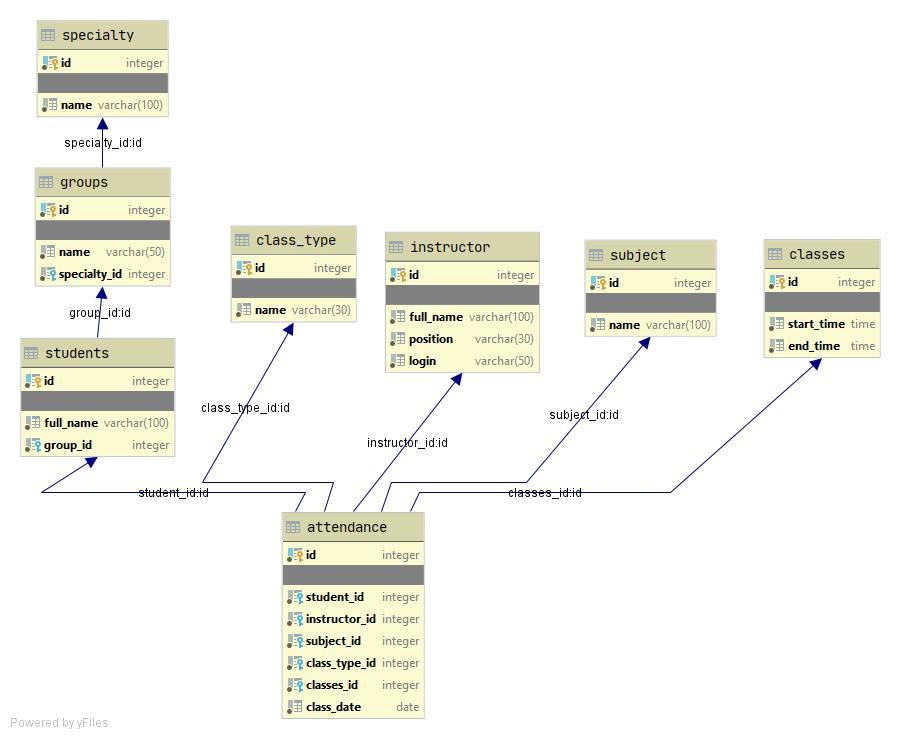 specialty
id integer
name varchar(100)
specialty_id:id
groups
id integer
name varchar(50)
specialty_id integer
group_id:id
students
id integer
full_name varchar(100)
group_id integer
class_type
id integer
name varchar(30)
instructor
id integer
full_name varchar(100)
position varchar(30)
login varchar(50)
subject
id integer
name varchar(100)
classes
id integer
start_time time
end_time time
class_type_id:id
instructor_id:id
subject_id:id
student_id:id
classes_id:id
attendance
id integer
student_id integer
instructor_id integer
subject_id integer
class_type_id integer
classes_id integer
class_date date
Powered by yFiles